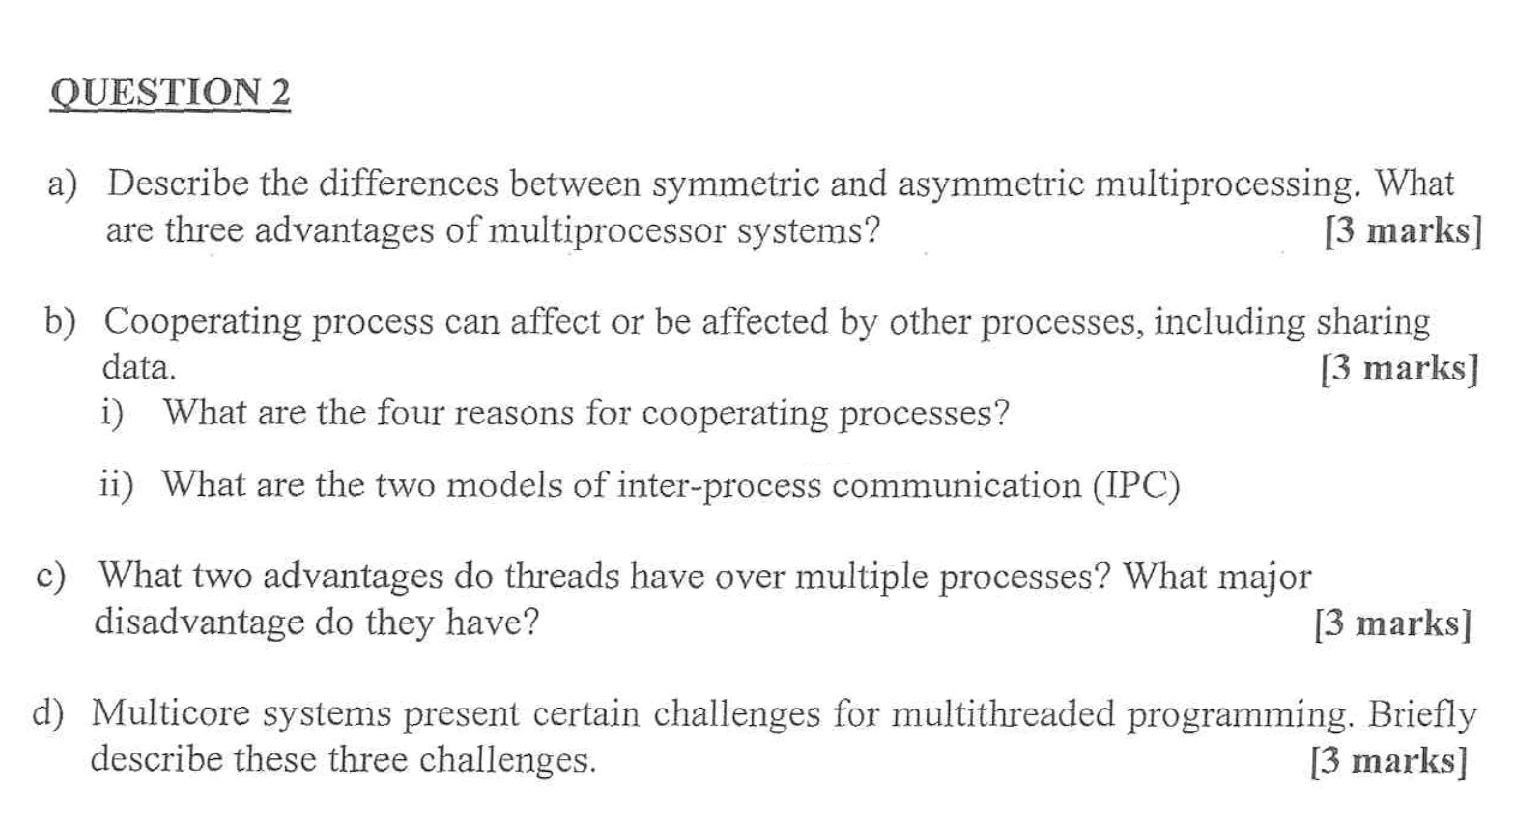 QUESTION 2
a) Describe the differences between symmetric and asymmetric multiprocessing. What
are three advantages of multiprocessor systems? [3 marks]
b) Cooperating process can affect or be affected by other processes, including sharing
data. [3 marks]
i) What are the four reasons for cooperating processes?
ii) What are the two models of inter-process communication (IPC)
c) What two advantages do threads have over multiple processes? What major
disadvantage do they have? [3 marks]
d) Multicore systems present certain challenges for multithreaded programming. Briefly
describe these three challenges. [3 marks]